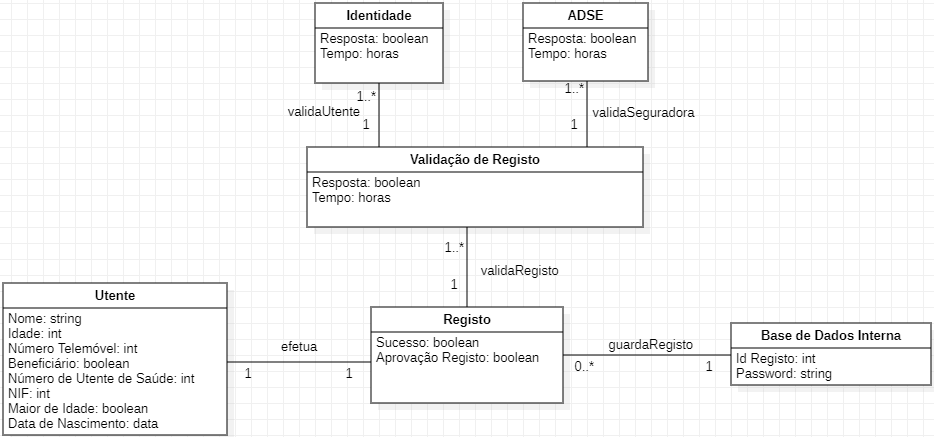 Identidade
Resposta: boolean
Tempo: horas
ADSE
Resposta: boolean
Tempo: horas
1..*
validaUtente
1
1..*
validaSeguradora
1
Validação de Registo
Resposta: boolean
Tempo: horas
1..*
validaRegisto
1
Utente
Nome: string
Idade: int
Número Telemóvel: int
Beneficiário: boolean
Número de Utente de Saúde: int
NIF: int
Maior de Idade: boolean
Data de Nascimento: data
efetua
1
1
Registo
Sucesso: boolean
Aprovação Registo: boolean
guardaRegisto
0..*
1
Base de Dados Interna
Id Registo: int
Password: string